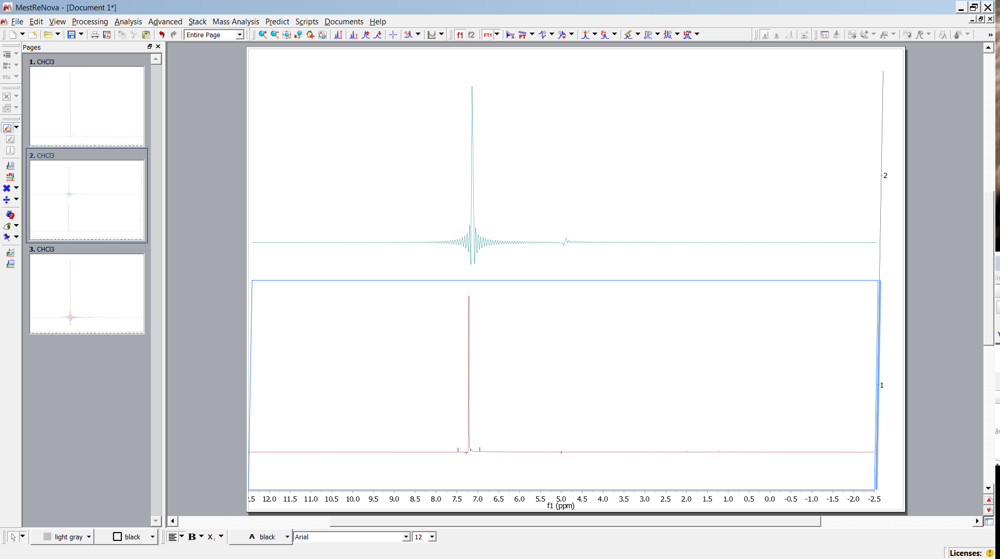 MestReNova - [Document 1*]
File Edit View Processing Analysis Advanced Stack Mass Analysis Predict Scripts Documents Help
Entire Page
f1 f2 FT1
Pages
1. CHCl3
2. CHCl3
3. CHCl3
2
1
.5 12.0 11.5 11.0 10.5 10.0 9.5 9.0 8.5 8.0 7.5 7.0 6.5 6.0 5.5 5.0 4.5 4.0 3.5 3.0 2.5 2.0 1.5 1.0 0.5 0.0 -0.5 -1.0 -1.5 -2.0 -2.5
f1 (ppm)
light gray black B X2 A black Arial 12
Licenses: